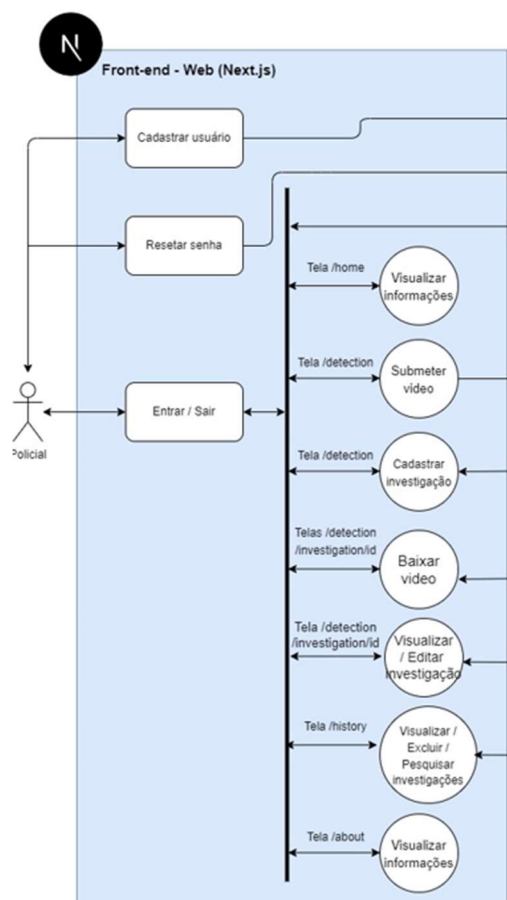 N
Front-end - Web (Next.js)
Cadastrar usuário
Resetar senha
Tela /home
Visualizar
informações
Tela /detection
Submeter
vídeo
Entrar / Sair
Policial
Tela /detection
Cadastrar
investigação
Telas /detection
/investigation/id
Baixar
video
Tela /detection
/investigation/id
Visualizar
/ Editar
investigação
Tela /history
Visualizar /
Excluir /
Pesquisar
investigações
Tela /about
Visualizar
informações